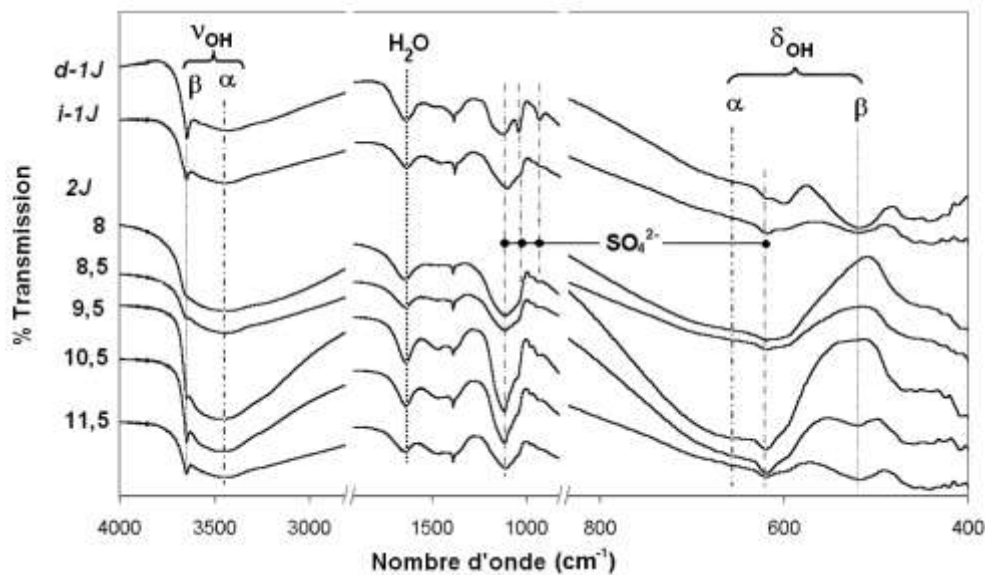 % Transmission
νOH
β α
H₂O
δOH
α β
d-1J
i-1J
2J
8
8,5
9,5
10,5
11,5
SO₄²⁻
4000 3500 3000 1500 1000 800 600 400
Nombre d'onde (cm⁻¹)